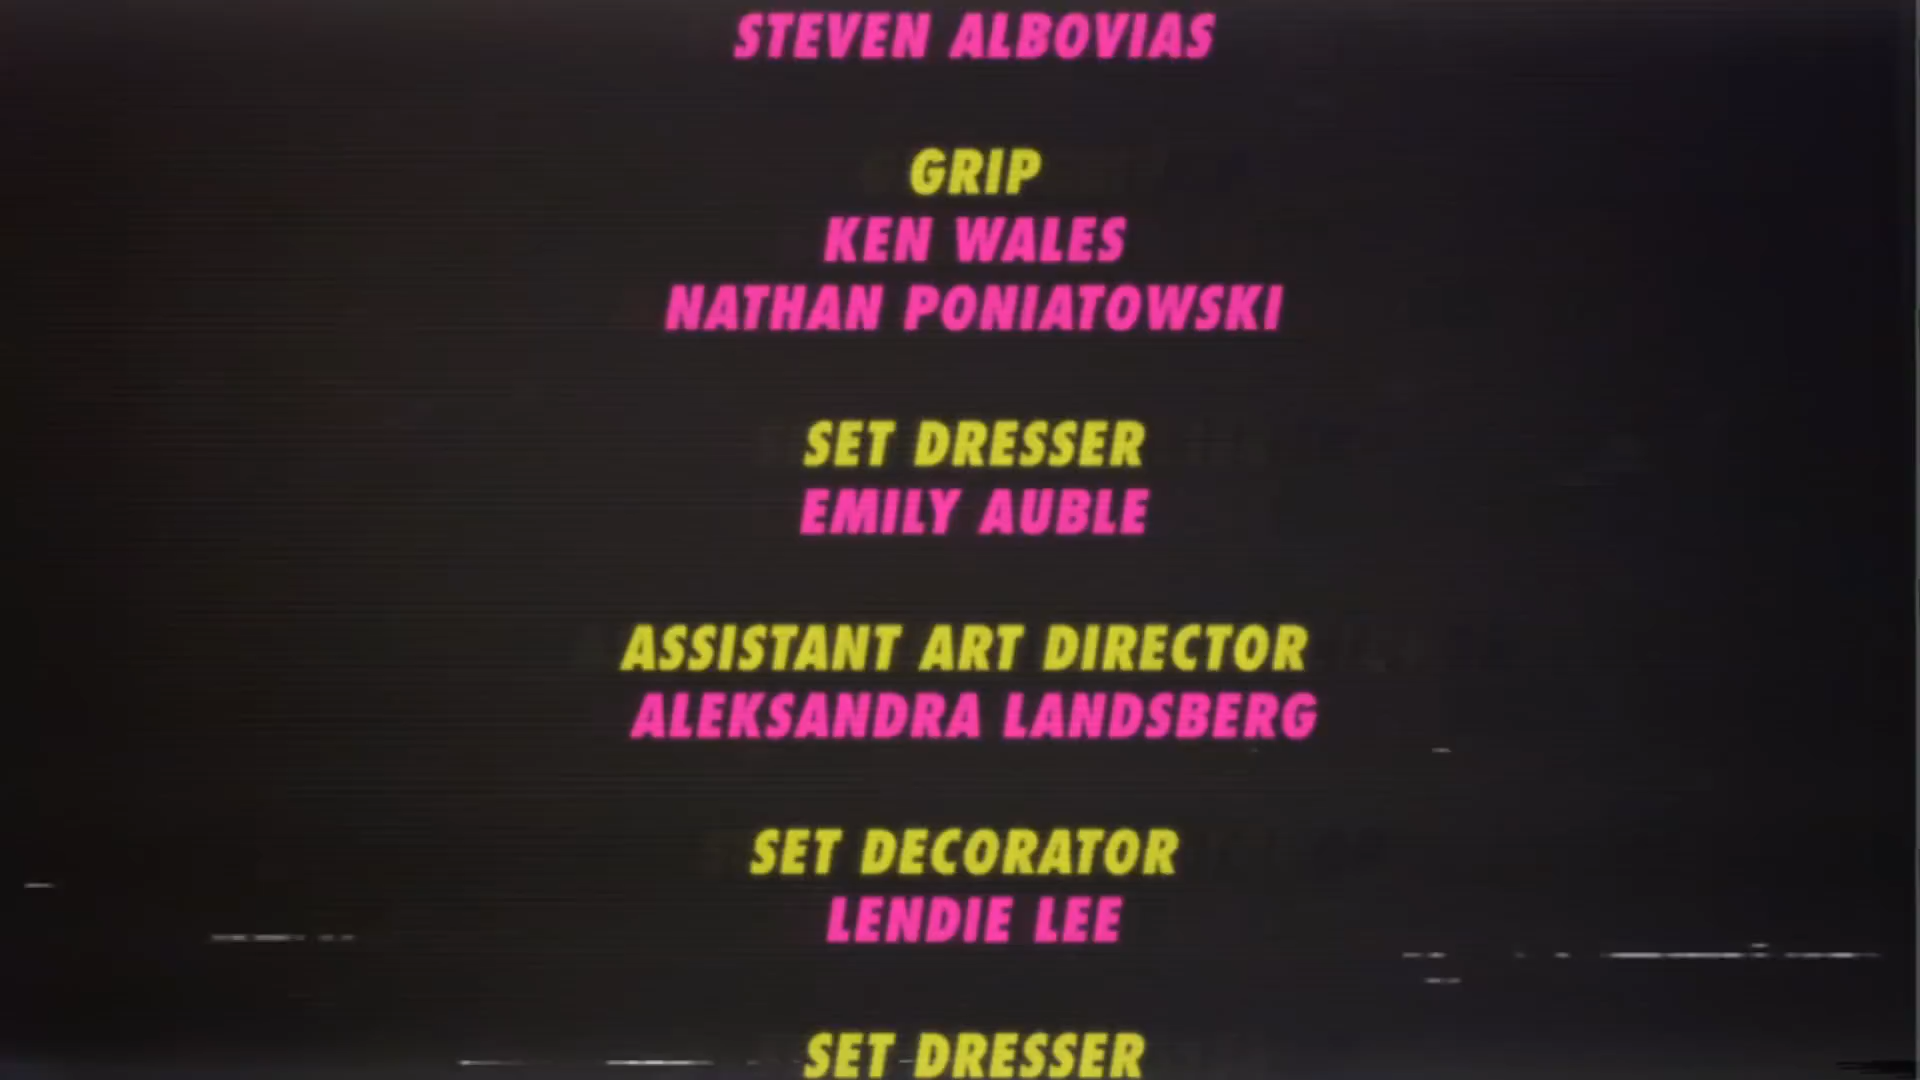 STEVEN ALBOVIAS
GRIP
KEN WALES
NATHAN PONIATOWSKI
SET DRESSER
EMILY AUBLE
ASSISTANT ART DIRECTOR
ALEKSANDRA LANDSBERG
SET DECORATOR
LENDIE LEE
SET DRESSER